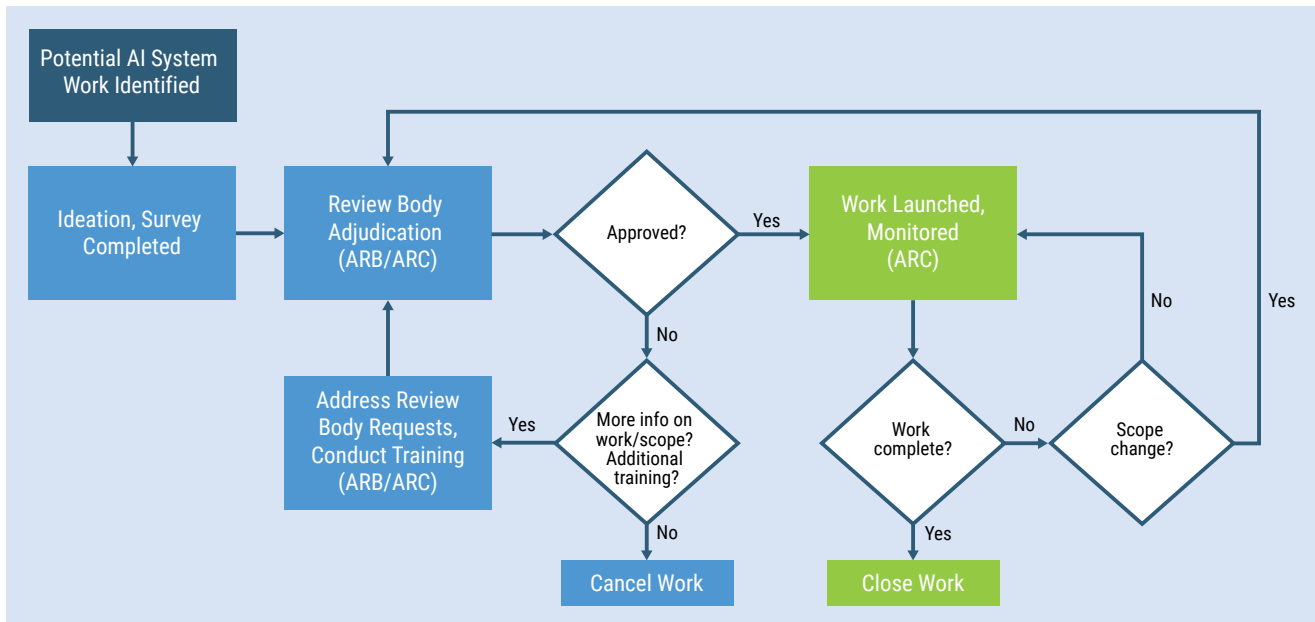 Potential AI System
Work Identified
Ideation, Survey
Completed
Review Body
Adjudication
(ARB/ARC)
Approved?
Yes
Work Launched,
Monitored
(ARC)
No
No
Yes
Address Review
Body Requests,
Conduct Training
(ARB/ARC)
Yes
More info on
work/scope?
Additional
training?
Work
complete?
No
Scope
change?
No
Yes
Cancel Work
Close Work